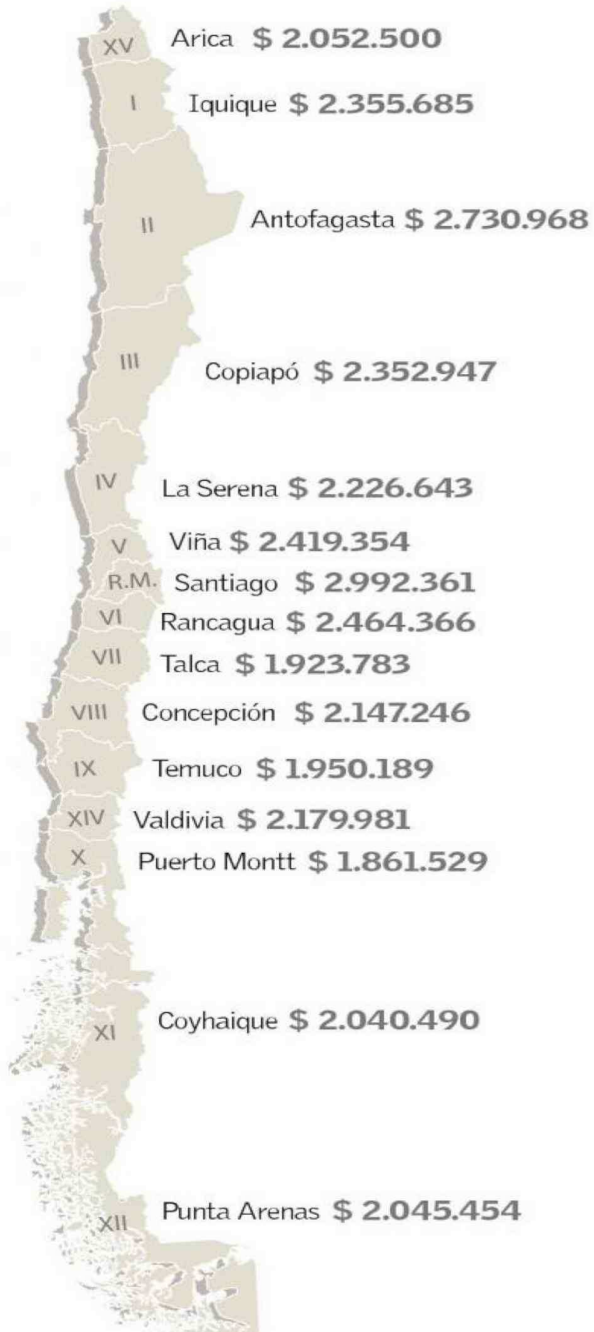 XV Arica $ 2.052.500
I Iquique $ 2.355.685
II Antofagasta $ 2.730.968
III Copiapó $ 2.352.947
IV La Serena $ 2.226.643
V Viña $ 2.419.354
R.M. Santiago $ 2.992.361
VI Rancagua $ 2.464.366
VII Talca $ 1.923.783
VIII Concepción $ 2.147.246
IX Temuco $ 1.950.189
XIV Valdivia $ 2.179.981
X Puerto Montt $ 1.861.529
XI Coyhaique $ 2.040.490
XII Punta Arenas $ 2.045.454